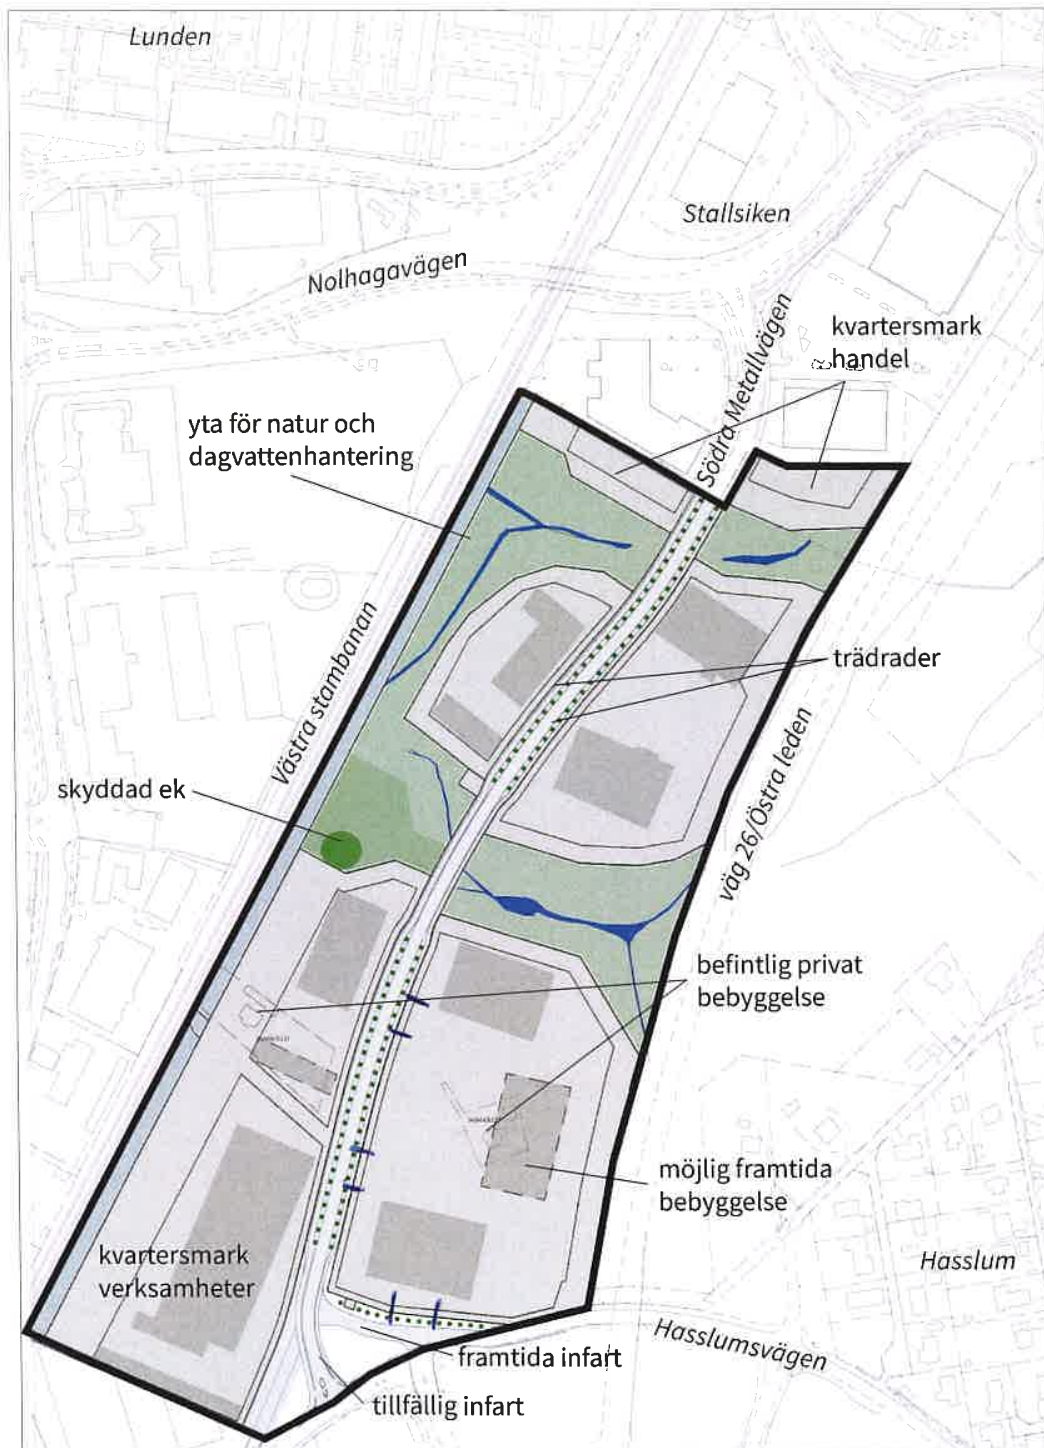 Lunden
Stallsiken
Nolhagavägen
Södra Metallvägen
kvartersmark
handel
yta för natur och
dagvattenhantering
Västra stambanan
trädrader
skyddad ek
väg 26/Östra leden
befintlig privat
bebyggelse
möjlig framtida
bebyggelse
kvartersmark
verksamheter
Hasslum
Hasslumsvägen
framtida infart
tillfällig infart